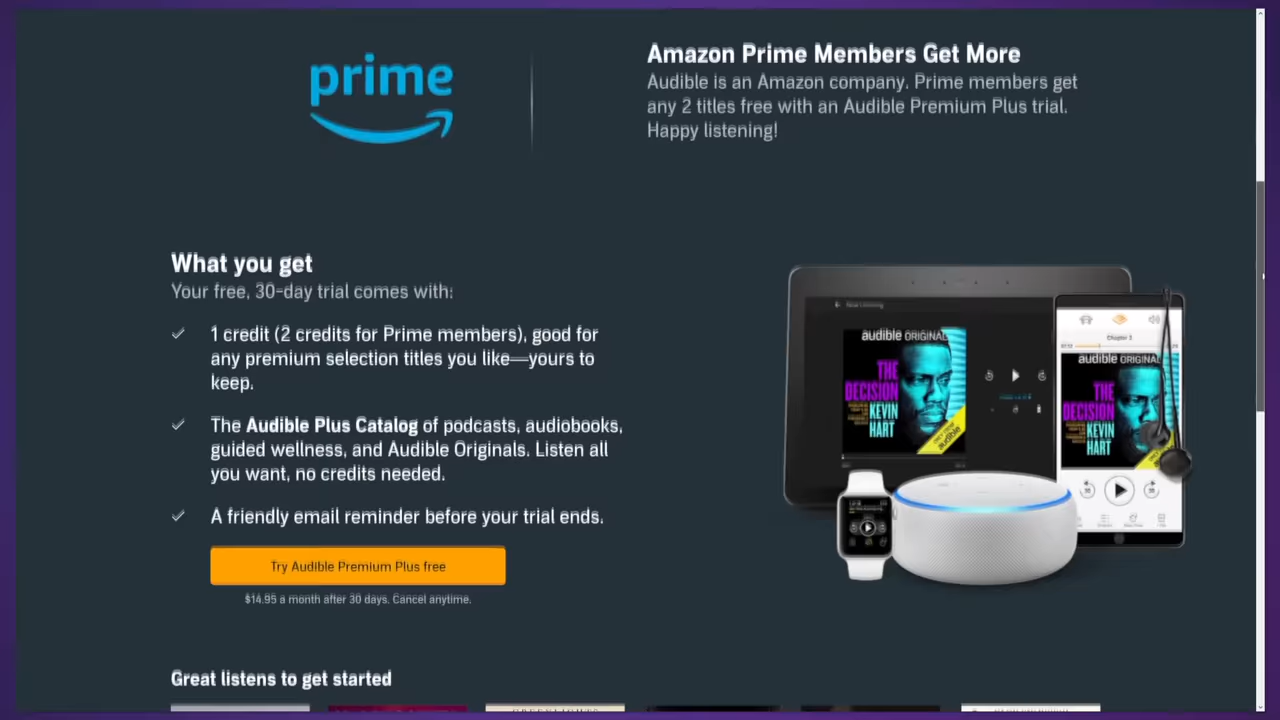 prime
Amazon Prime Members Get More
Audible is an Amazon company. Prime members get
any 2 titles free with an Audible Premium Plus trial.
Happy listening!
What you get
Your free, 30-day trial comes with:
1 credit (2 credits for Prime members), good for
any premium selection titles you like—yours to
keep.
The Audible Plus Catalog of podcasts, audiobooks,
guided wellness, and Audible Originals. Listen all
you want, no credits needed.
A friendly email reminder before your trial ends.
Try Audible Premium Plus free
$14.95 a month after 30 days. Cancel anytime.
Now Listening
audible ORIGINAL
THE
DECISION
KEVIN
HART
Chapter 3
audible ORIGINAL
THE
DECISION
KEVIN
HART
Great listens to get started